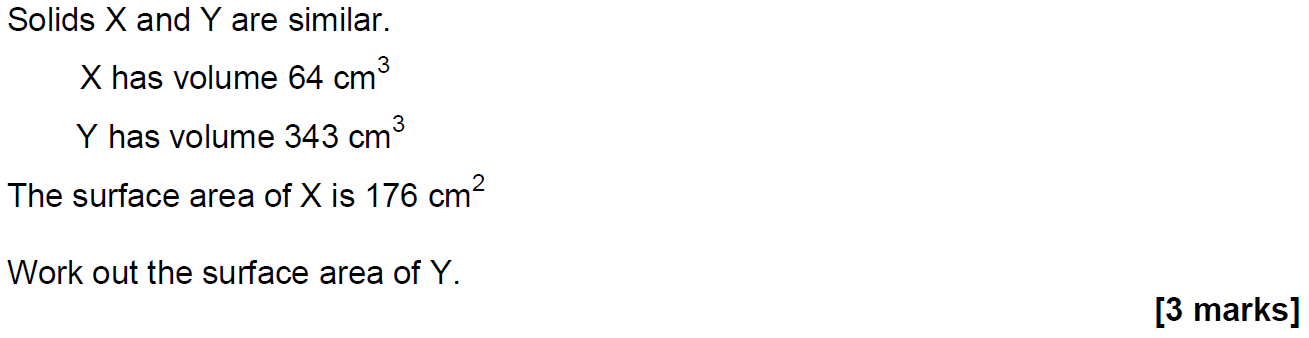 Solids X and Y are similar.
X has volume 64 cm³
Y has volume 343 cm³
The surface area of X is 176 cm²
Work out the surface area of Y.
[3 marks]